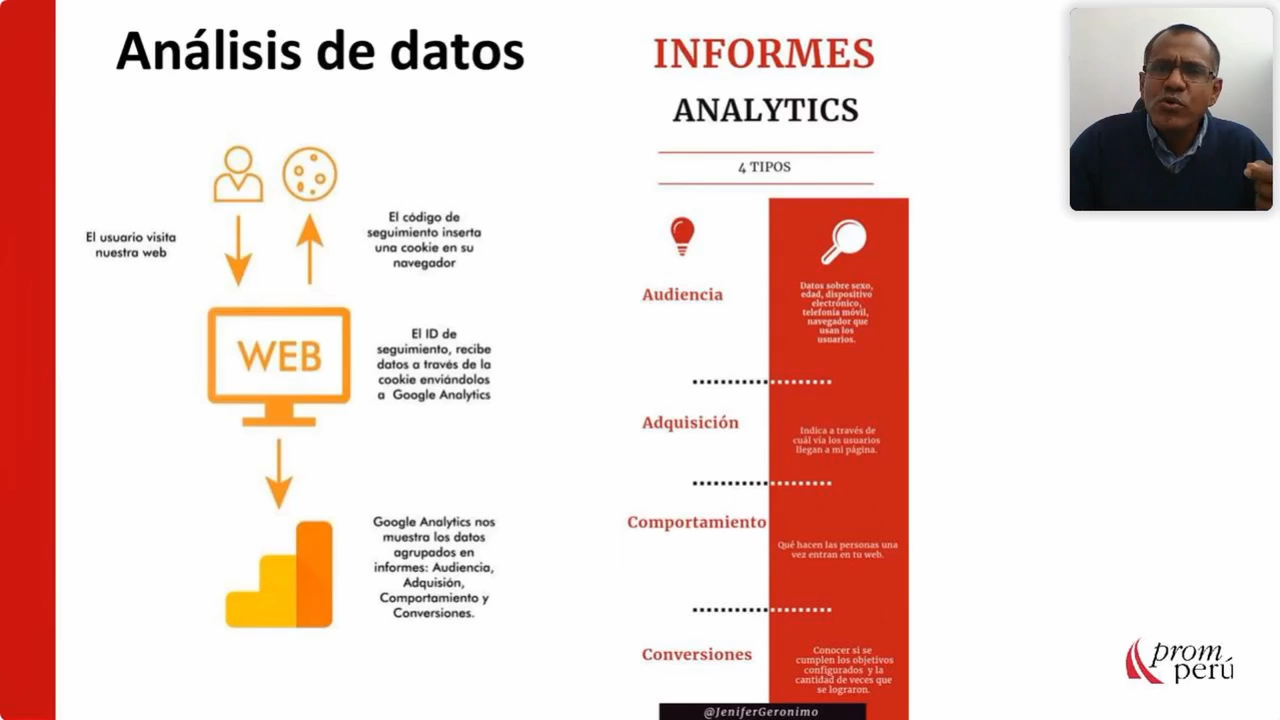 Análisis de datos
El usuario visita
nuestra web
El código de
seguimiento inserta
una cookie en su
navegador
WEB
El ID de
seguimiento, recibe
datos a través de la
cookie enviándolos
a Google Analytics
Google Analytics nos
muestra los datos
agrupados en
informes: Audiencia,
Adquisión,
Comportamiento y
Conversiones.
INFORMES
ANALYTICS
4 TIPOS
Audiencia
Datos sobre sexo,
edad, dispositivo
electrónico,
telefonía móvil,
navegador que
usan los
usuarios.
Adquisición
Indica a través de
cuál vía los usuarios
llegan a mi página.
Comportamiento
Qué hacen las personas una
vez entran en tu web.
Conversiones
Conocer si se
cumplen los objetivos
configurados y la
cantidad de veces que
se lograron.
@JeniferGeronimo
prom
perú